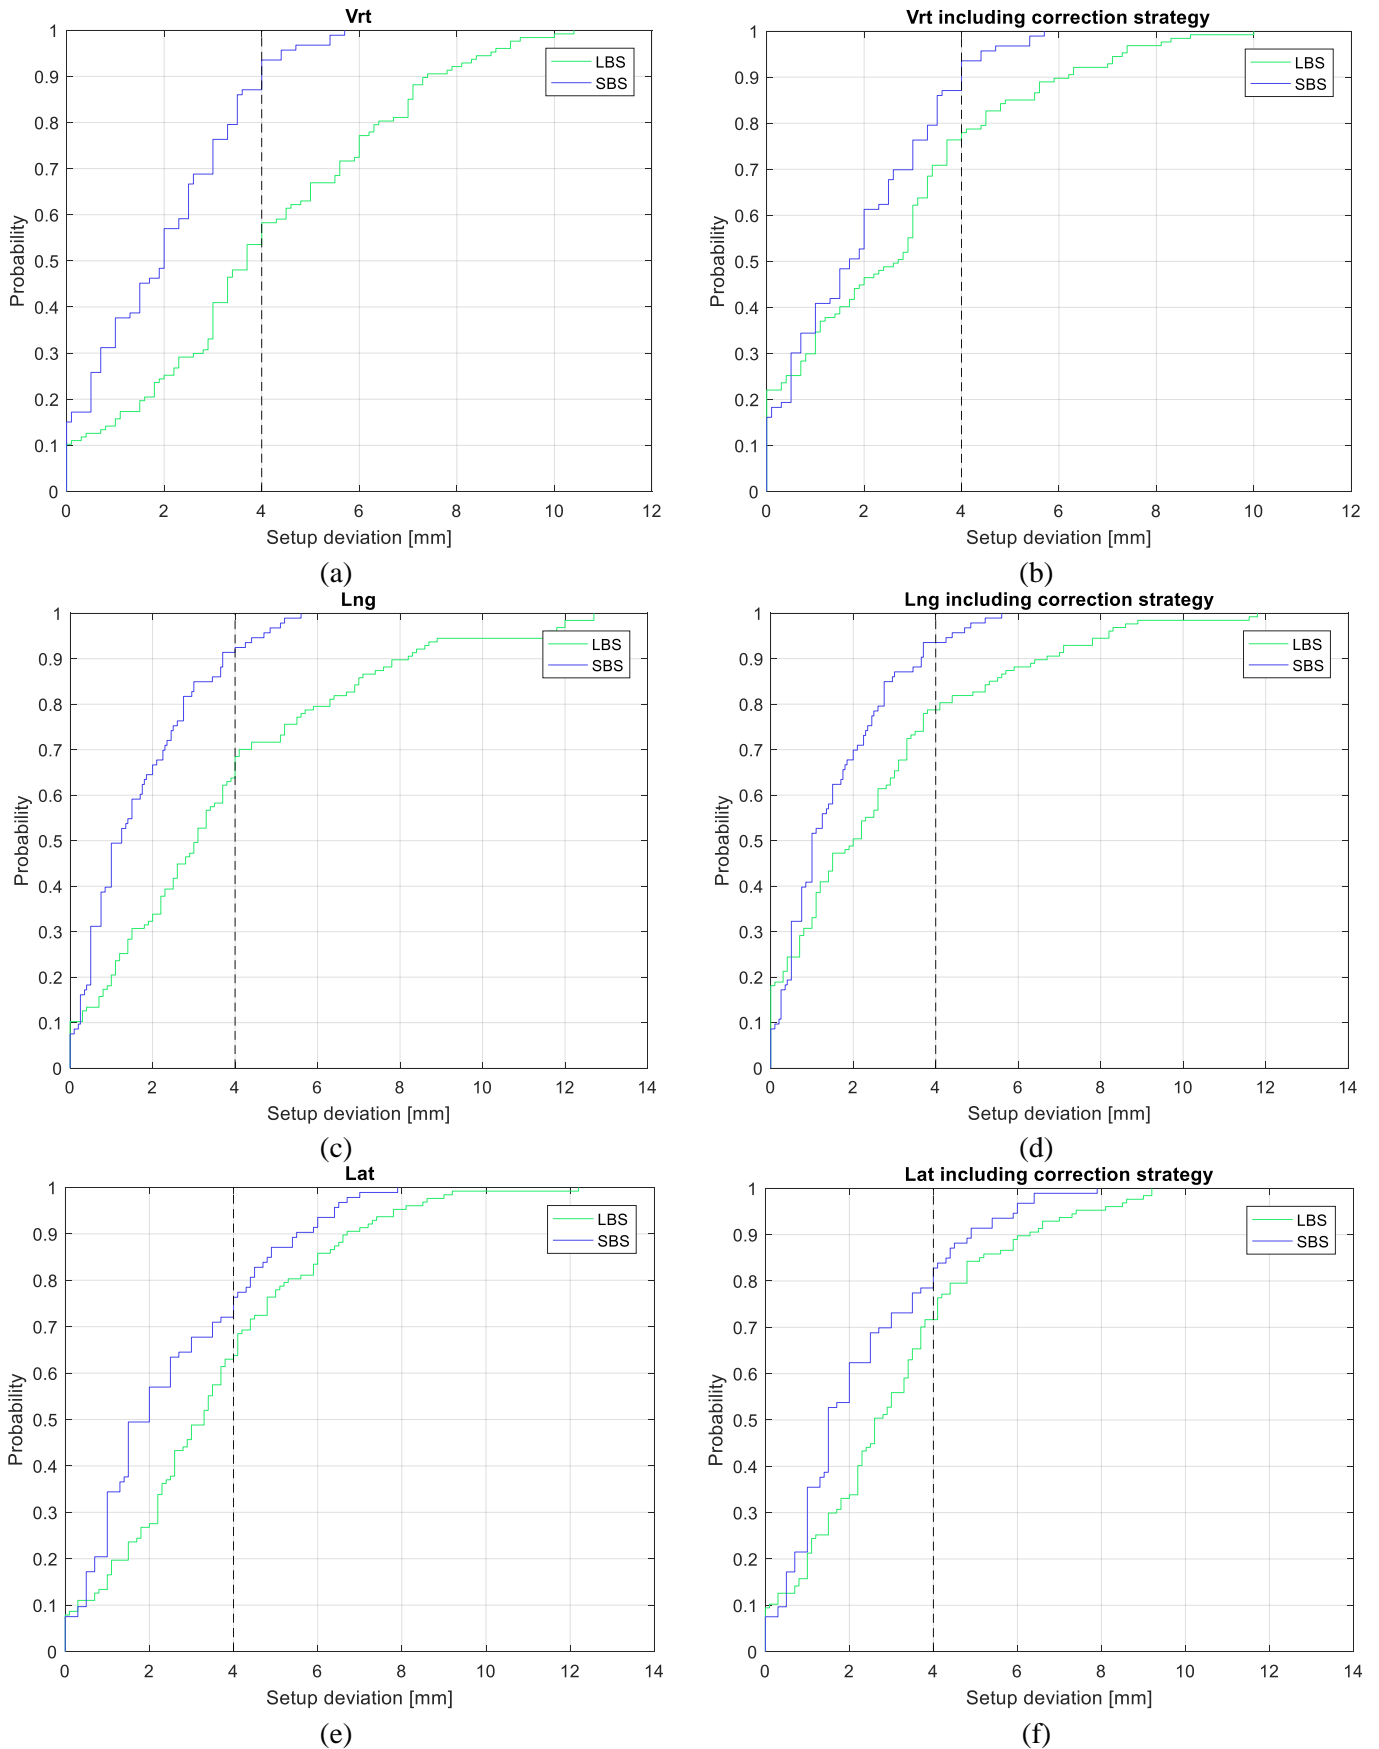 Vrt
1
0.9
0.8
0.7
0.6
0.5
0.4
0.3
0.2
0.1
0
Probability
LBS
SBS
0 2 4 6 8 10 12
Setup deviation [mm]
(a)
Vrt including correction strategy
1
0.9
0.8
0.7
0.6
0.5
0.4
0.3
0.2
0.1
0
Probability
LBS
SBS
0 2 4 6 8 10 12
Setup deviation [mm]
(b)
Lng
1
0.9
0.8
0.7
0.6
0.5
0.4
0.3
0.2
0.1
0
Probability
LBS
SBS
0 2 4 6 8 10 12 14
Setup deviation [mm]
(c)
Lng including correction strategy
1
0.9
0.8
0.7
0.6
0.5
0.4
0.3
0.2
0.1
0
Probability
LBS
SBS
0 2 4 6 8 10 12 14
Setup deviation [mm]
(d)
Lat
1
0.9
0.8
0.7
0.6
0.5
0.4
0.3
0.2
0.1
0
Probability
LBS
SBS
0 2 4 6 8 10 12 14
Setup deviation [mm]
(e)
Lat including correction strategy
1
0.9
0.8
0.7
0.6
0.5
0.4
0.3
0.2
0.1
0
Probability
LBS
SBS
0 2 4 6 8 10 12 14
Setup deviation [mm]
(f)